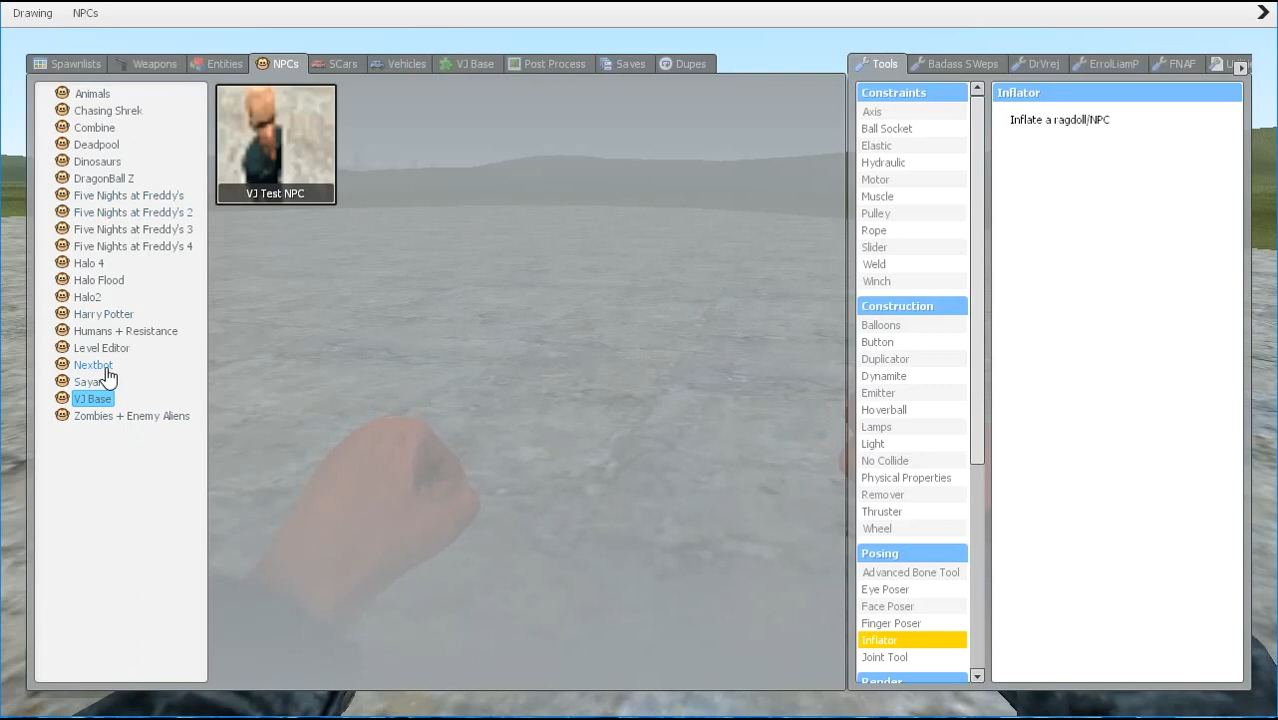 Drawing NPCs
Spawnlists Weapons Entities NPCs SCars Vehicles VJ Base Post Process Saves Dupes
Tools Badass SWeps DrVrej ErrolLiamP FNAF
Animals
Chasing Shrek
Combine
Deadpool
Dinosaurs
DragonBall Z
Five Nights at Freddy's
Five Nights at Freddy's 2
Five Nights at Freddy's 3
Five Nights at Freddy's 4
Halo 4
Halo Flood
Halo2
Harry Potter
Humans + Resistance
Level Editor
Nextbot
VJ Base
Zombies + Enemy Aliens
VJ Test NPC
Constraints
Axis
Ball Socket
Elastic
Hydraulic
Motor
Muscle
Pulley
Rope
Slider
Weld
Winch
Construction
Balloons
Button
Duplicator
Dynamite
Emitter
Hoverball
Lamps
Light
No Collide
Physical Properties
Remover
Thruster
Wheel
Posing
Advanced Bone Tool
Eye Poser
Face Poser
Finger Poser
Inflator
Joint Tool
Render
Inflator
Inflate a ragdoll/NPC